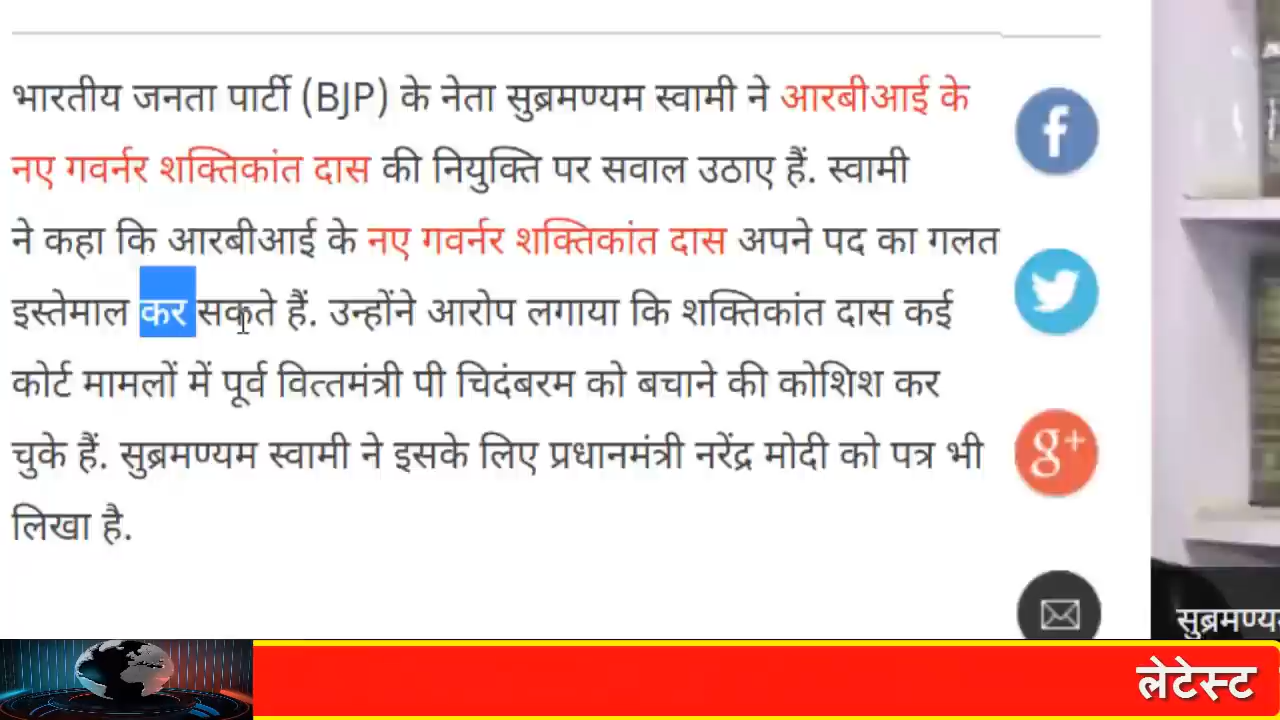 भारतीय जनता पार्टी (BJP) के नेता सुब्रमण्यम स्वामी ने आरबीआई के
नए गवर्नर शक्तिकांत दास की नियुक्ति पर सवाल उठाए हैं. स्वामी
ने कहा कि आरबीआई के नए गवर्नर शक्तिकांत दास अपने पद का गलत
इस्तेमाल कर सकते हैं. उन्होंने आरोप लगाया कि शक्तिकांत दास कई
कोर्ट मामलों में पूर्व वित्तमंत्री पी चिदंबरम को बचाने की कोशिश कर
चुके हैं. सुब्रमण्यम स्वामी ने इसके लिए प्रधानमंत्री नरेंद्र मोदी को पत्र भी
लिखा है.
f
g+
लेटेस्ट